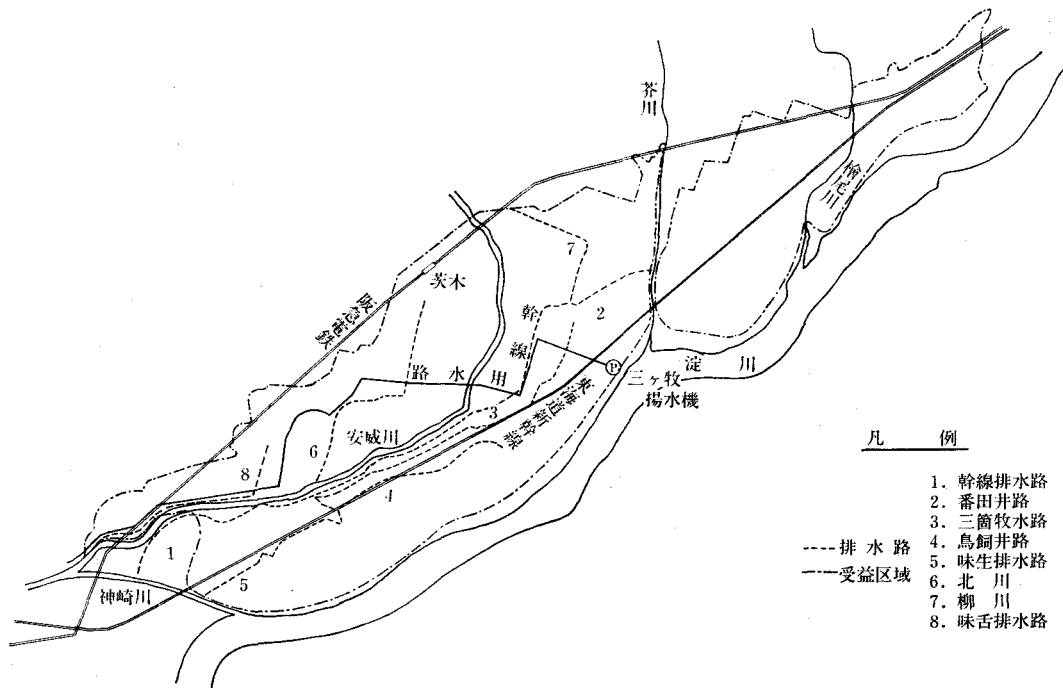 芥川
檜尾川
7
茨木
阪急電鉄
幹線
用水路
2
P
淀川
三ヶ牧
揚水機
東海道新幹線
3
安威川
6
8
4
1
5
神崎川
凡例
1. 幹線排水路
2. 番田井路
3. 三箇牧水路
4. 鳥飼井路
5. 味生排水路
6. 北川
7. 柳川
8. 味舌排水路
排水路
受益区域